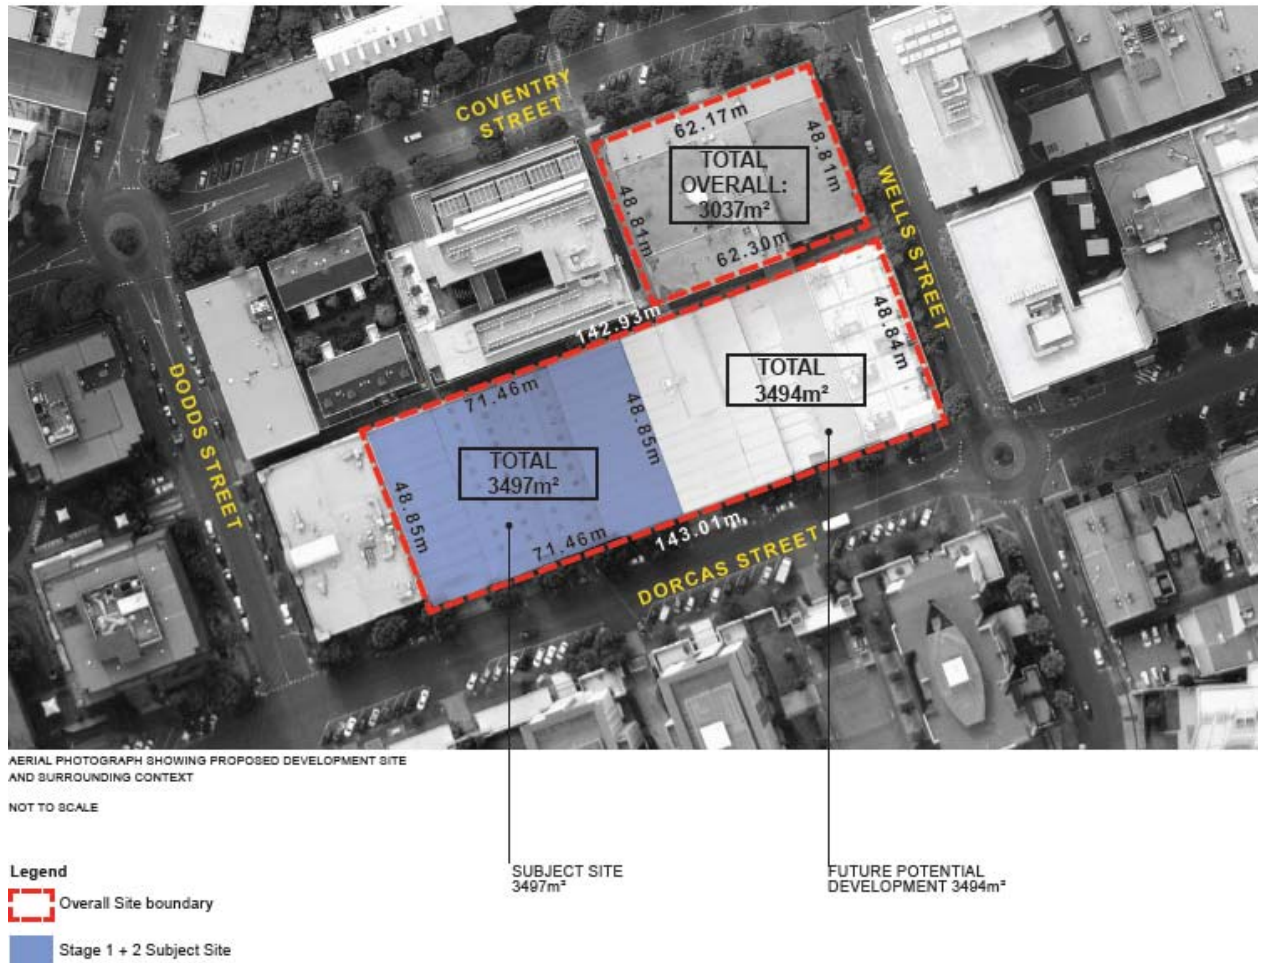 COVENTRY
STREET
62.17m
TOTAL
OVERALL:
3037m²
48.81m
48.81m
62.30m
WELLS STREET
142.93m
48.84m
TOTAL
3494m²
DODDS STREET
71.46m
48.85m
TOTAL
3497m²
48.85m
71.46m
143.01m
DORCAS STREET
AERIAL PHOTOGRAPH SHOWING PROPOSED DEVELOPMENT SITE
AND SURROUNDING CONTEXT
NOT TO SCALE
SUBJECT SITE
3497m²
FUTURE POTENTIAL
DEVELOPMENT 3494m²
Legend
Overall Site boundary
Stage 1 + 2 Subject Site